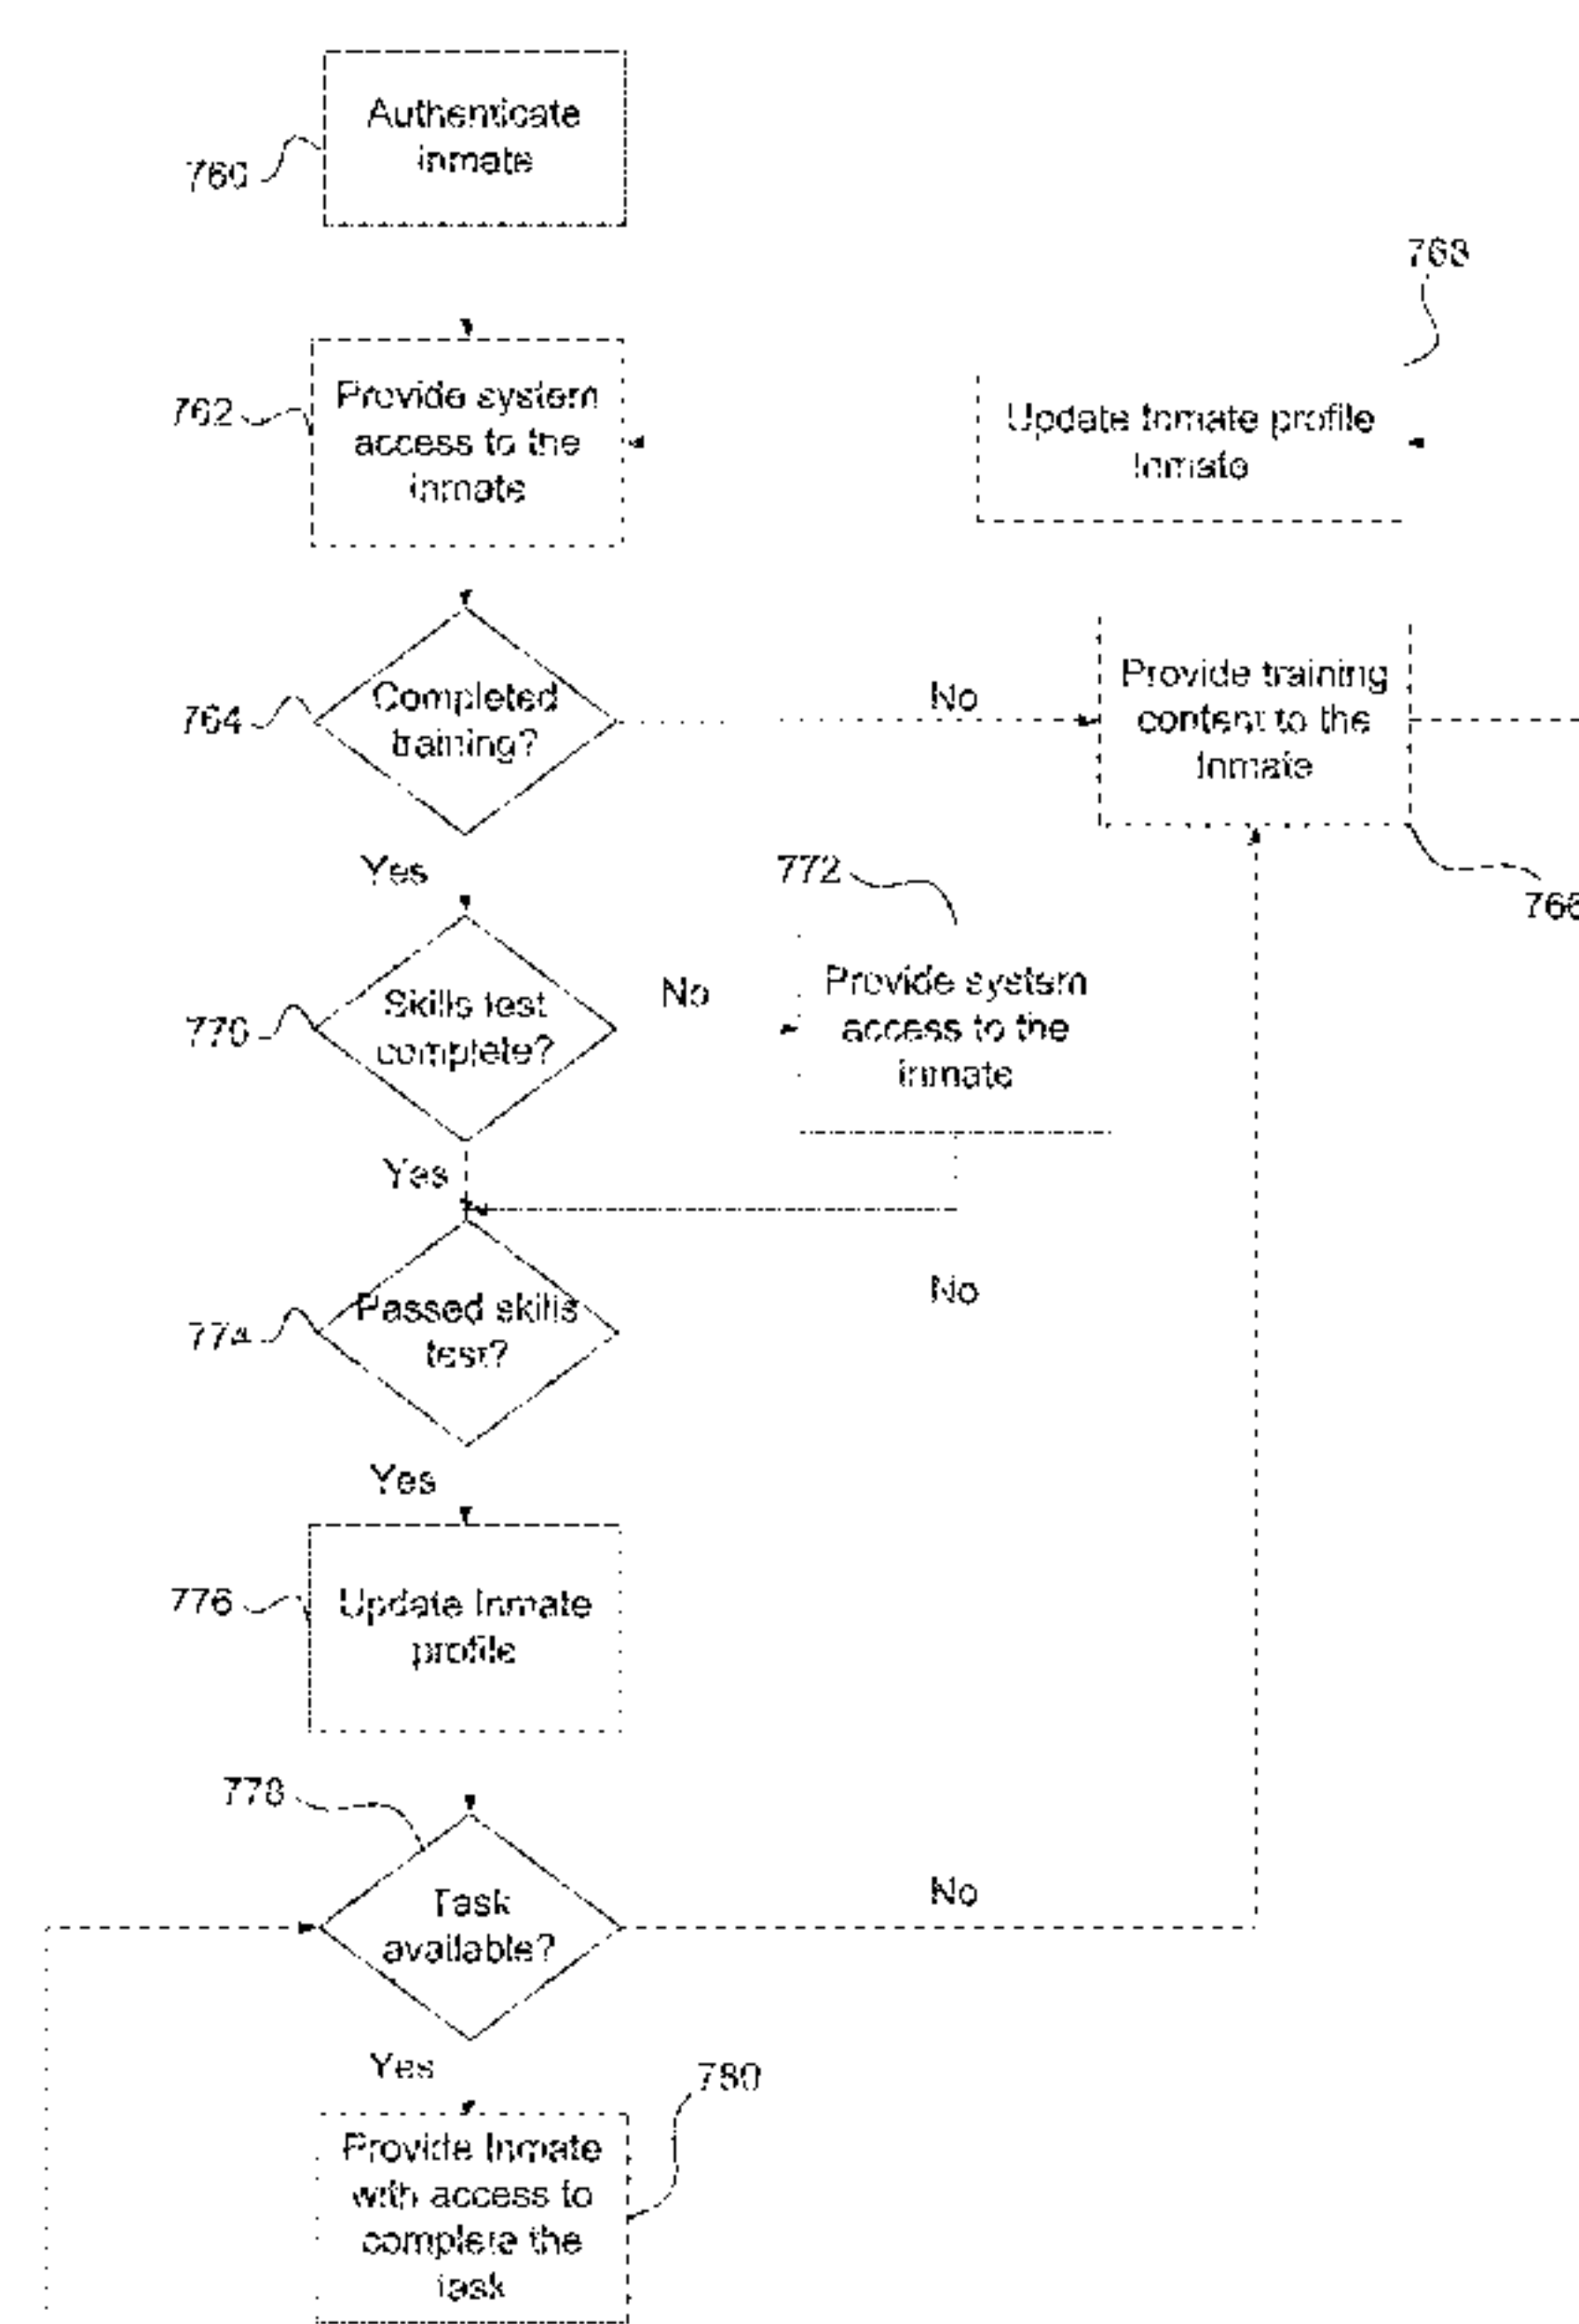 Authenticate
inmate
760
768
762
Provide system
access to the
inmate
Update Inmate profile
Inmate
764
Completed
training?
No
Provide training
content to the
Inmate
Yes
772
766
770
Skills test
complete?
No
Provide system
access to the
inmate
Yes
774
Passed skills
test?
No
Yes
776
Update Inmate
profile
778
Task
available?
No
Yes
780
Provide Inmate
with access to
complete the
task